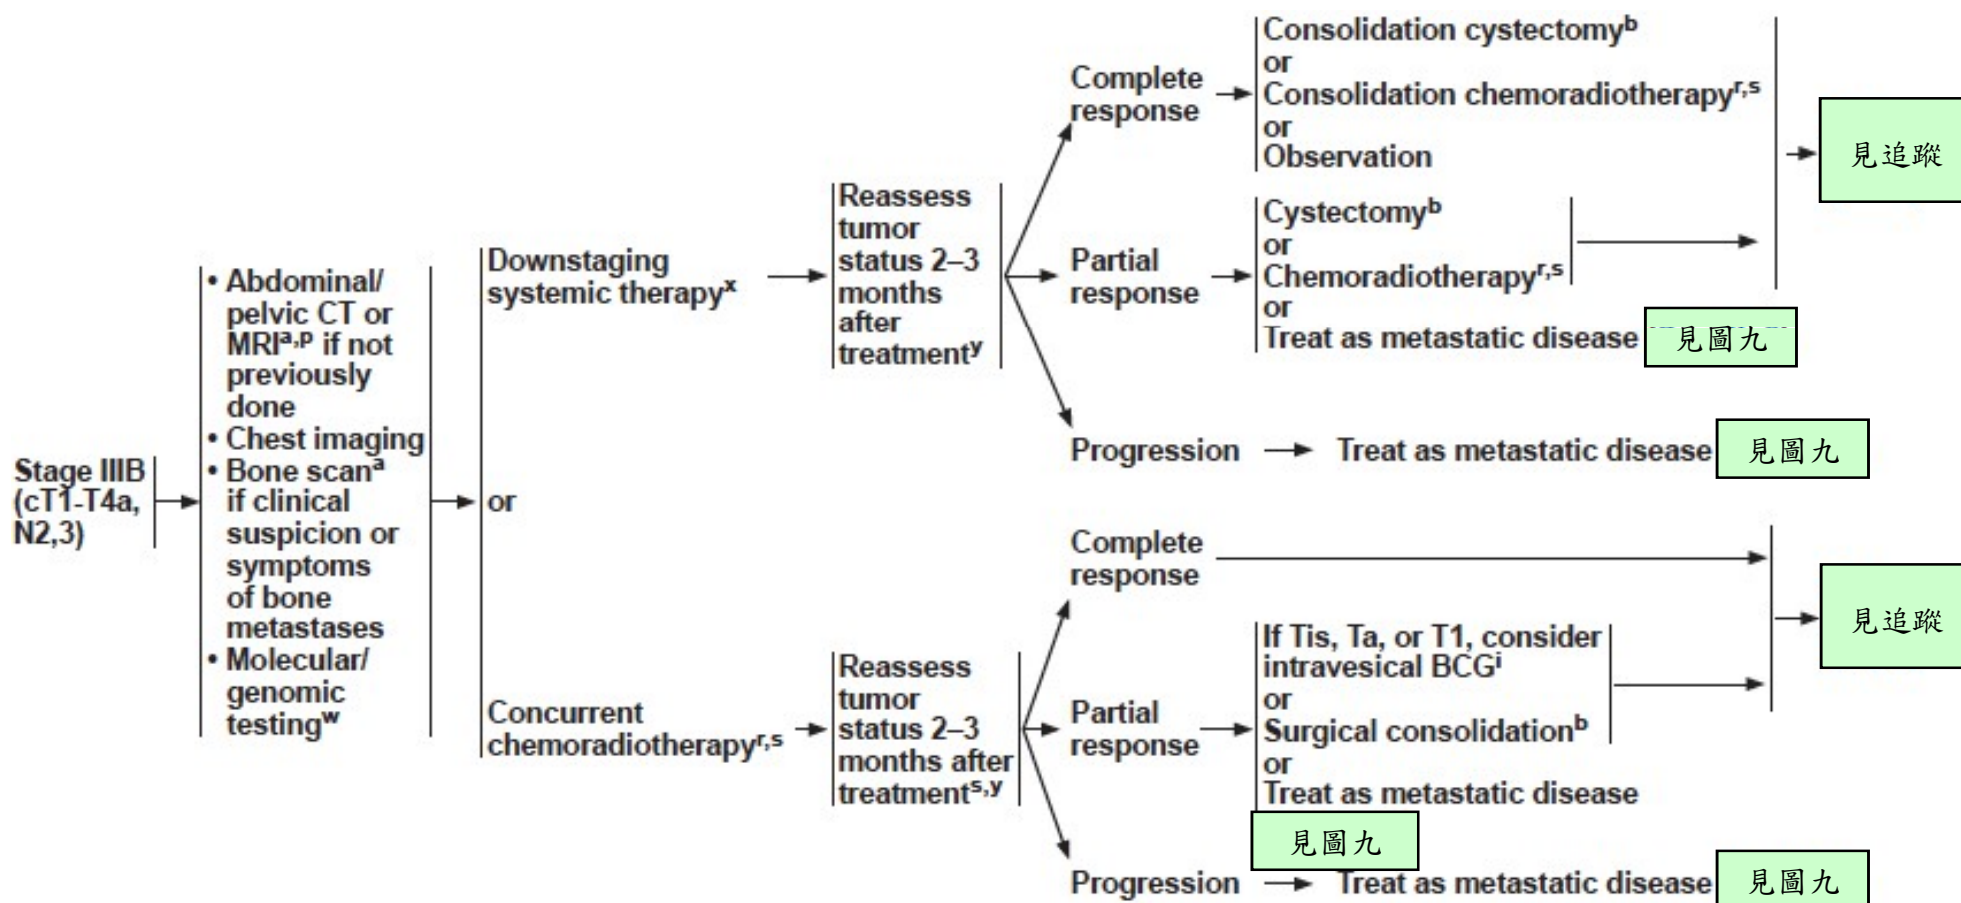 Stage IIIB
(cT1-T4a,
N2,3)
• Abdominal/
pelvic CT or
MRIa,p if not
previously
done
• Chest imaging
• Bone scana
if clinical
suspicion or
symptoms
of bone
metastases
• Molecular/
genomic
testingw
Downstaging
systemic therapyx
or
Concurrent
chemoradiotherapyr,s
Reassess
tumor
status 2–3
months
after
treatmenty
Complete
response
Consolidation cystectomyb
or
Consolidation chemoradiotherapyr,s
or
Observation
見追蹤
Partial
response
Cystectomyb
or
Chemoradiotherapyr,s
or
Treat as metastatic disease
見圖九
Progression
Treat as metastatic disease
見圖九
Reassess
tumor
status 2–3
months after
treatments,y
Complete
response
見追蹤
Partial
response
If Tis, Ta, or T1, consider
intravesical BCGi
or
Surgical consolidationb
or
Treat as metastatic disease
見圖九
Progression
Treat as metastatic disease
見圖九